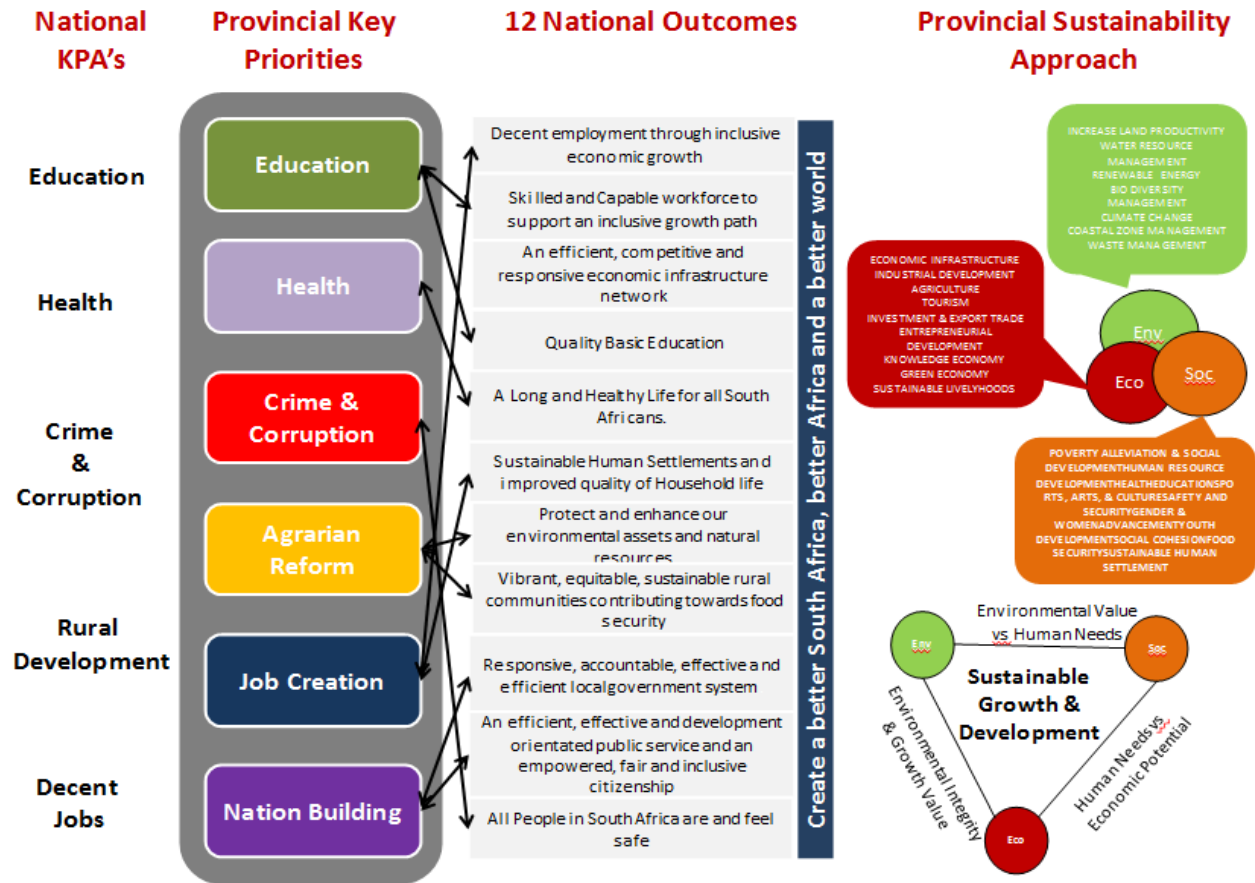 National
KPA's
Provincial Key
Priorities
12 National Outcomes
Provincial Sustainability
Approach
Education
Health
Crime
&
Corruption
Rural
Development
Decent
Jobs
Education
Health
Crime &
Corruption
Agrarian
Reform
Job Creation
Nation Building
Decent employment through inclusive
economic growth
Skilled and Capable workforce to
support an inclusive growth path
An efficient, competitive and
responsive economic infrastructure
network
Quality Basic Education
A Long and Healthy Life for all South
Africans.
Sustainable Human Settlements and
improved quality of Household life
Protect and enhance our
environmental assets and natural
resources
Vibrant, equitable, sustainable rural
communities contributing towards food
security
Responsive, accountable, effective and
efficient local government system
An efficient, effective and development
orientated public service and an
empowered, fair and inclusive
citizenship
All People in South Africa are and feel
safe
Create a better South Africa, better Africa and a better world
INCREASE LAND PRODUCTIVITY
WATER RESOURCE
MANAGEMENT
RENEWABLE ENERGY
BIO DIVERSITY
MANAGEMENT
CLIMATE CHANGE
COASTAL ZONE MANAGEMENT
WASTE MANAGEMENT
ECONOMIC INFRASTRUCTURE
INDUSTRIAL DEVELOPMENT
AGRICULTURE
TOURISM
INVESTMENT & EXPORT TRADE
ENTREPRENEURIAL
DEVELOPMENT
KNOWLEDGE ECONOMY
GREEN ECONOMY
SUSTAINABLE LIVELYHOODS
Env
Eco
Soc
POVERTY ALLEVIATION & SOCIAL
DEVELOPMENTHUMAN RESOURCE
DEVELOPMENTHEALTHEDUCATIONSPO
RTS, ARTS, & CULTURESAFETY AND
SECURITYGENDER &
WOMENADVANCEMENTYOUTH
DEVELOPMENTSOCIAL COHESIONFOOD
SECURITYSUSTAINABLE HUMAN
SETTLEMENT
Environmental Value
vs Human Needs
Env
Soc
Sustainable
Growth &
Development
Environmental Integrity
& Growth Value
Human Needs vs
Economic Potential
Eco